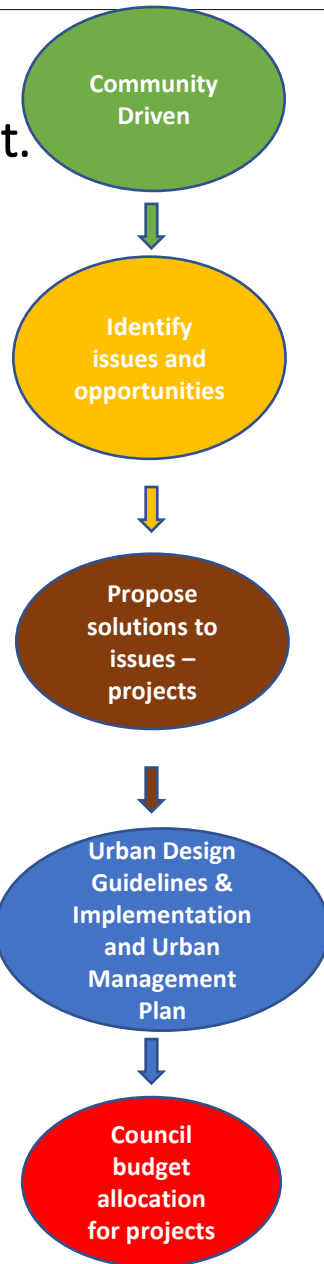 Community
Driven
t.
Identify
issues and
opportunities
Propose
solutions to
issues –
projects
Urban Design
Guidelines &
Implementation
and Urban
Management
Plan
Council
budget
allocation
for projects